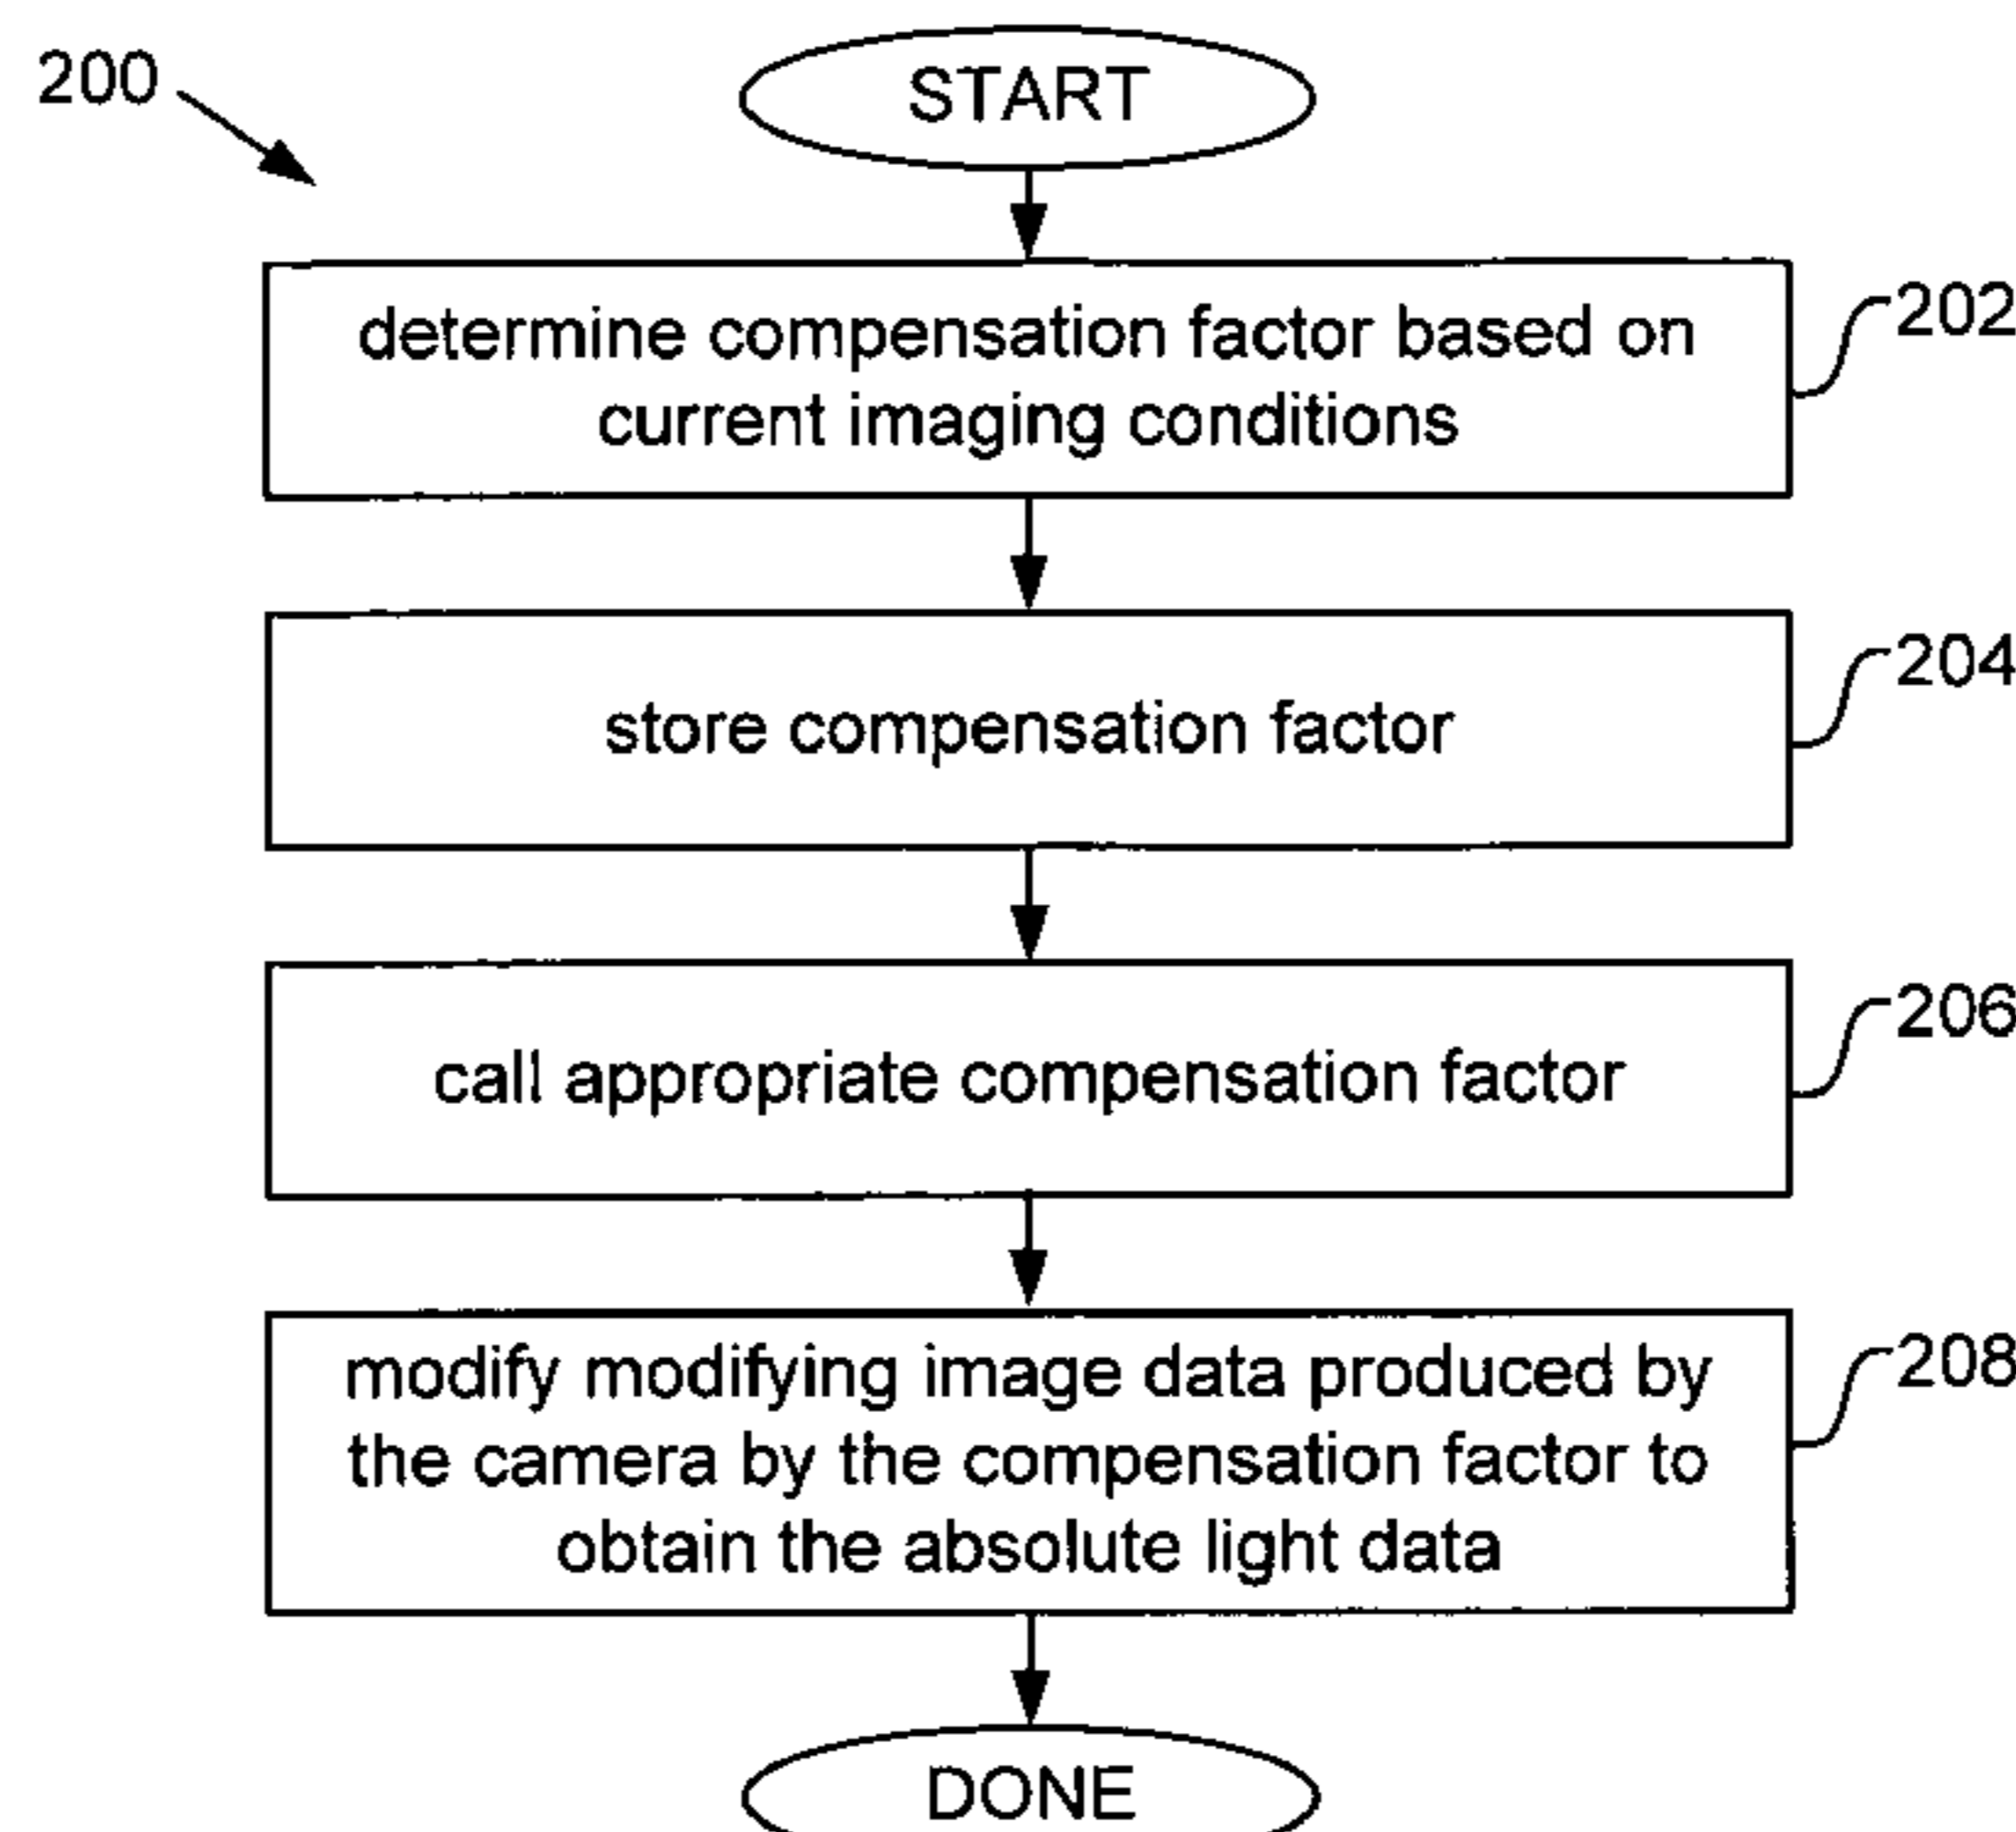 200
START
determine compensation factor based on
current imaging conditions
202
store compensation factor
204
call appropriate compensation factor
206
modify modifying image data produced by
the camera by the compensation factor to
obtain the absolute light data
208
DONE